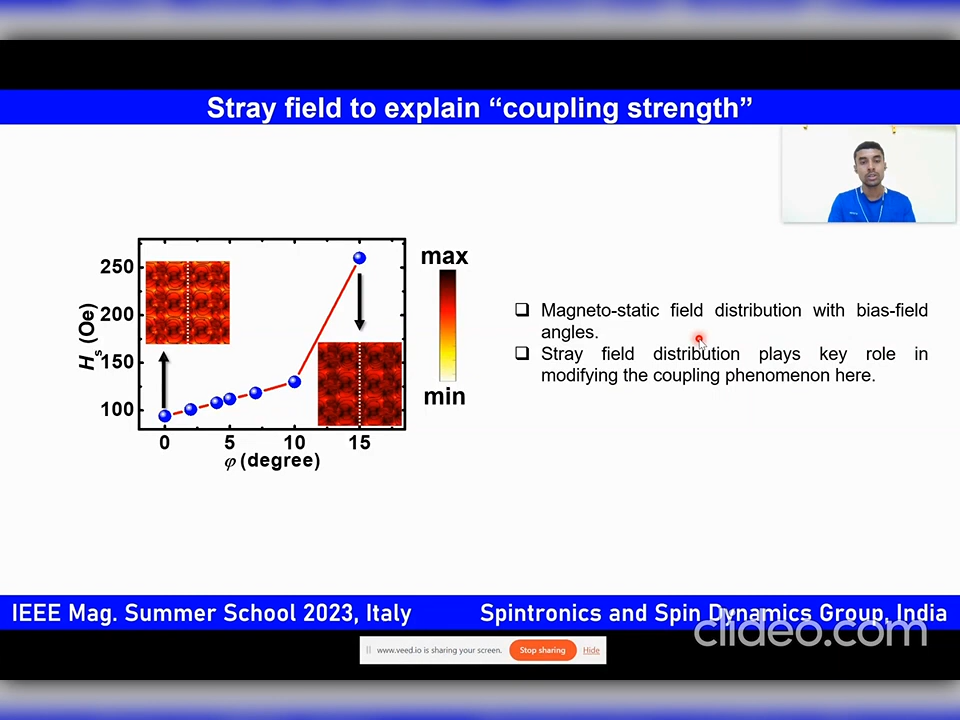 Stray field to explain “coupling strength”
250
200
150
100
Hs (Oe)
0 5 10 15
φ (degree)
max
min
❑ Magneto-static field distribution with bias-field
angles.
❑ Stray field distribution plays key role in
modifying the coupling phenomenon here.
IEEE Mag. Summer School 2023, Italy
Spintronics and Spin Dynamics Group, India
clideo.com
www.veed.io is sharing your screen. Stop sharing Hide